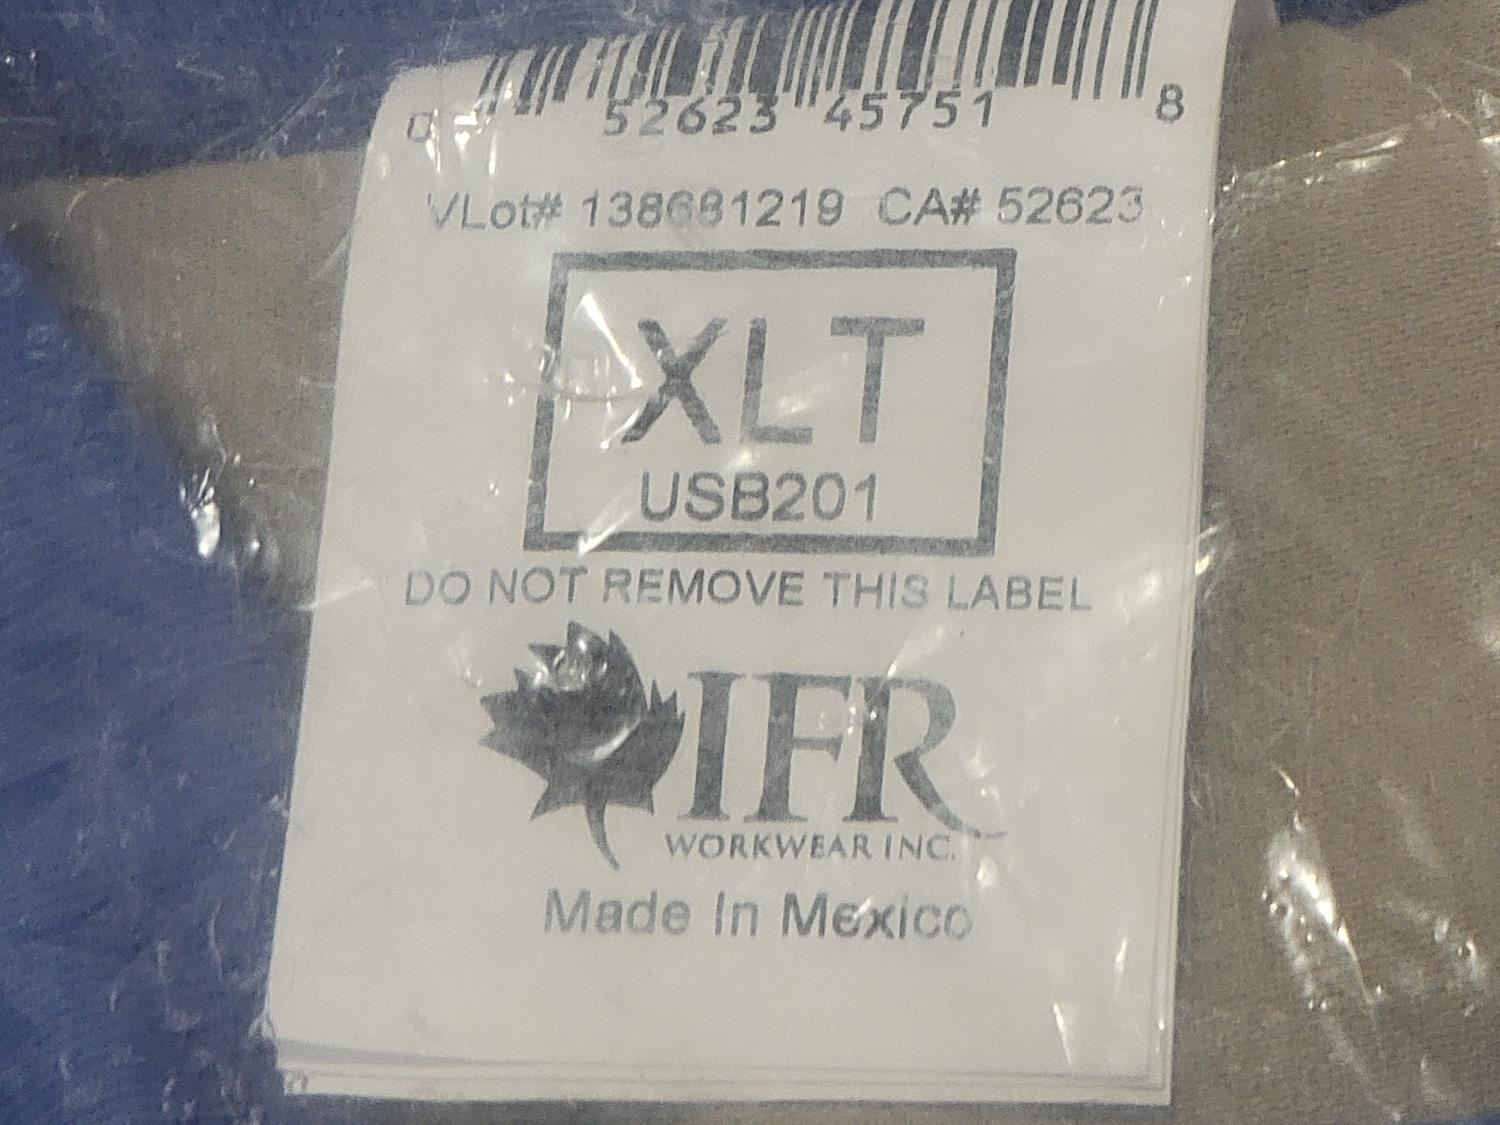 0 52623 45751 8
VLot# 138681219 CA# 52623
XLT
USB201
DO NOT REMOVE THIS LABEL
IFR
WORKWEAR INC.
Made In Mexico